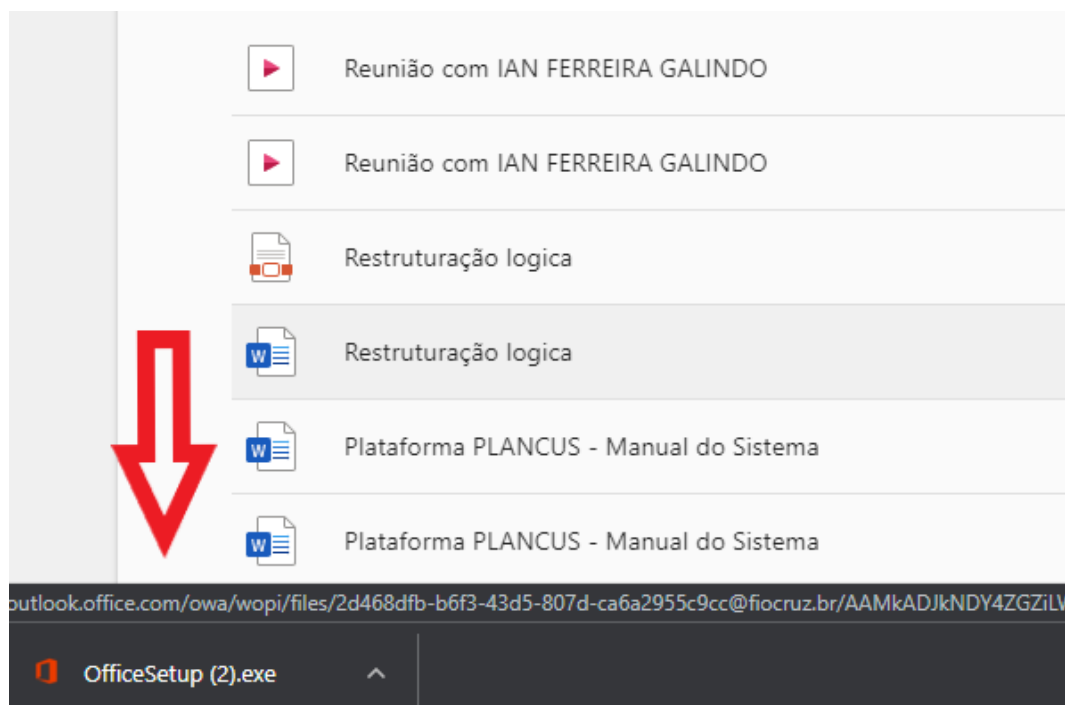 Reunião com IAN FERREIRA GALINDO
Reunião com IAN FERREIRA GALINDO
Restruturação logica
W Restruturação logica
W Plataforma PLANCUS - Manual do Sistema
W Plataforma PLANCUS - Manual do Sistema
outlook.office.com/owa/wopi/files/2d468dfb-b6f3-43d5-807d-ca6a2955c9cc@fiocruz.br/AAMkADJkNDY4ZGZiLW
OfficeSetup (2).exe